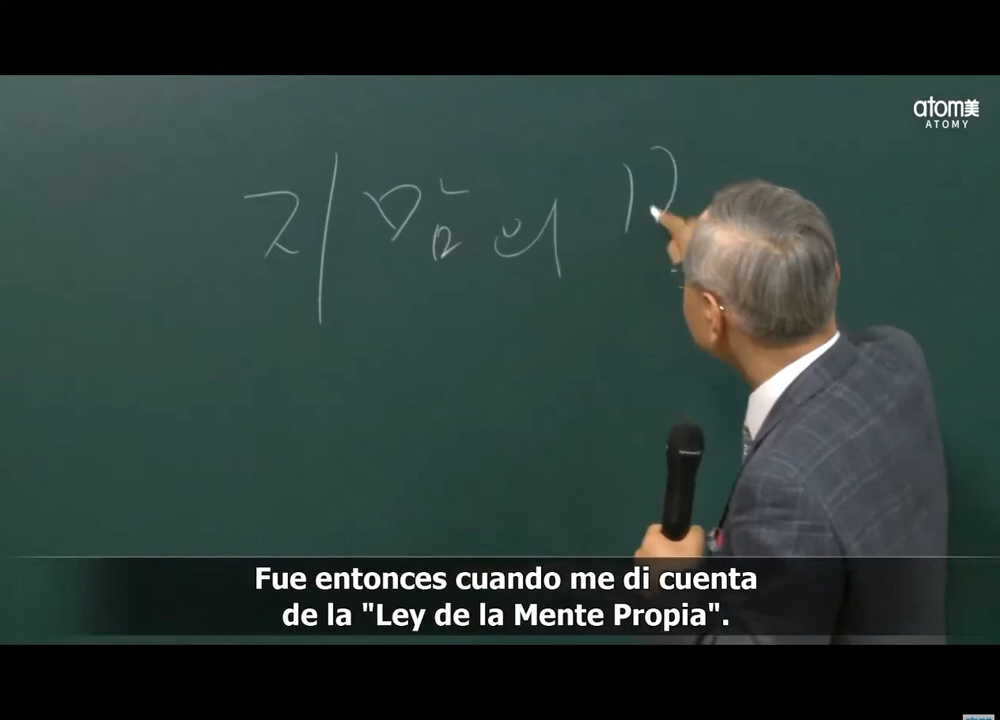 atom美
ATOMY
지맘의
Fue entonces cuando me di cuenta
de la "Ley de la Mente Propia".